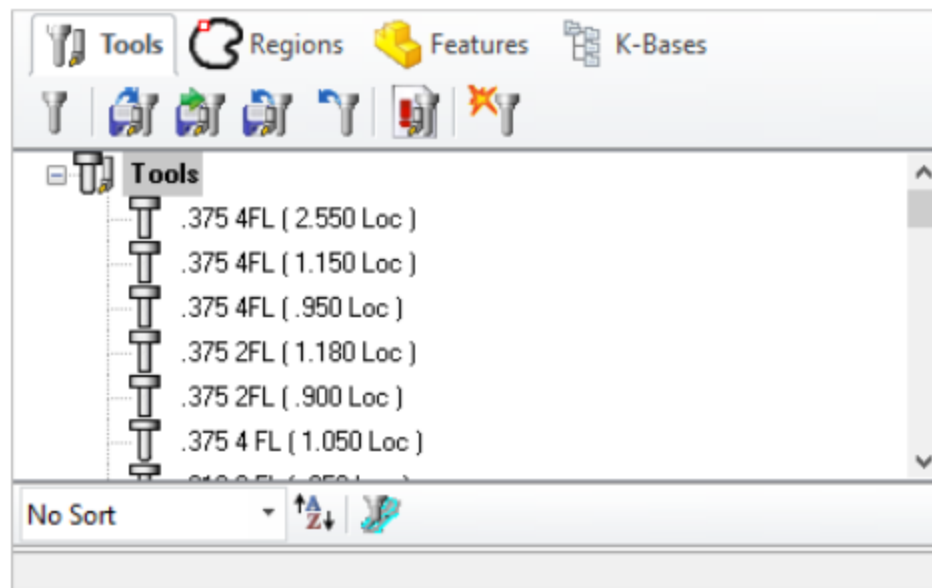 Tools Regions Features K-Bases
Tools
.375 4FL ( 2.550 Loc )
.375 4FL ( 1.150 Loc )
.375 4FL ( .950 Loc )
.375 2FL ( 1.180 Loc )
.375 2FL ( .900 Loc )
.375 4 FL ( 1.050 Loc )
No Sort